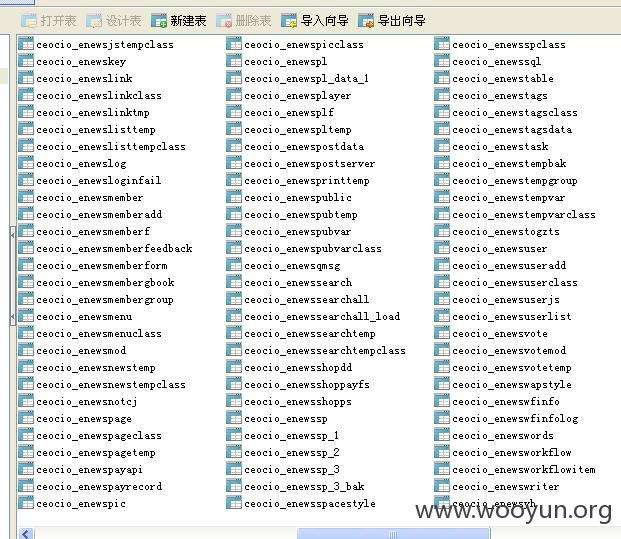 打开表 设计表 新建表 删除表 导入向导 导出向导
ceocio_enewsjstempclass
ceocio_enewskey
ceocio_enewslink
ceocio_enewslinkclass
ceocio_enewslinktmp
ceocio_enewslisttemp
ceocio_enewslisttempclass
ceocio_enewslog
ceocio_enewsloginfail
ceocio_enewsmember
ceocio_enewsmemberadd
ceocio_enewsmemberf
ceocio_enewsmemberfeedback
ceocio_enewsmemberform
ceocio_enewsmembergbook
ceocio_enewsmembergroup
ceocio_enewsmenu
ceocio_enewsmenuclass
ceocio_enewsmod
ceocio_enewsnewstemp
ceocio_enewsnewstempclass
ceocio_enewsnotcj
ceocio_enewspage
ceocio_enewspageclass
ceocio_enewspagetemp
ceocio_enewspayapi
ceocio_enewspayrecord
ceocio_enewspic
ceocio_enewspicclass
ceocio_enewspl
ceocio_enewspl_data_1
ceocio_enewsplayer
ceocio_enewsplf
ceocio_enewspltemp
ceocio_enewspostdata
ceocio_enewspostserver
ceocio_enewsprinttemp
ceocio_enewspublic
ceocio_enewspubtemp
ceocio_enewspubvar
ceocio_enewspubvarclass
ceocio_enewsqmsg
ceocio_enewssearch
ceocio_enewssearchall
ceocio_enewssearchall_load
ceocio_enewssearchtemp
ceocio_enewssearchtempclass
ceocio_enewsshopdd
ceocio_enewsshoppayfs
ceocio_enewsshopps
ceocio_enewssp
ceocio_enewssp_1
ceocio_enewssp_2
ceocio_enewssp_3
ceocio_enewssp_3_bak
ceocio_enewsspacestyle
ceocio_enewsspclass
ceocio_enewssql
ceocio_enewstable
ceocio_enewstags
ceocio_enewstagsclass
ceocio_enewstagsdata
ceocio_enewstask
ceocio_enewstempbak
ceocio_enewstempgroup
ceocio_enewstempvar
ceocio_enewstempvarclass
ceocio_enewstogzts
ceocio_enewsuser
ceocio_enewsuseradd
ceocio_enewsuserclass
ceocio_enewsuserjs
ceocio_enewsuserlist
ceocio_enewsvote
ceocio_enewsvotemod
ceocio_enewsvotetemp
ceocio_enewswapstyle
ceocio_enewswfinfo
ceocio_enewswfinfolog
ceocio_enewswords
ceocio_enewsworkflow
ceocio_enewsworkflowitem
ceocio_enewswriter
ceocio_enewsyh
www.wooyun.org